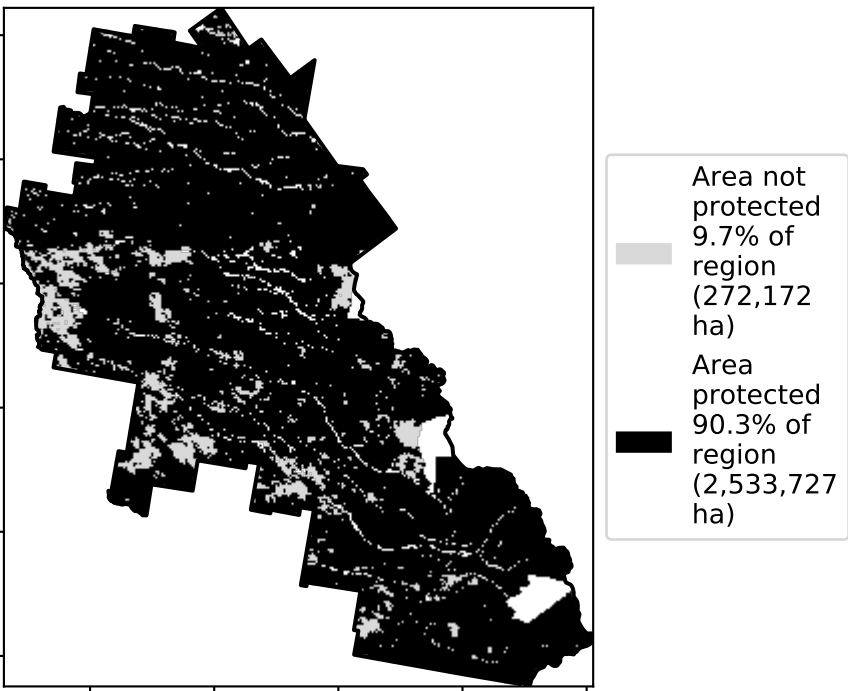 Area not
protected
9.7% of
region
(272,172
ha)
Area
protected
90.3% of
region
(2,533,727
ha)